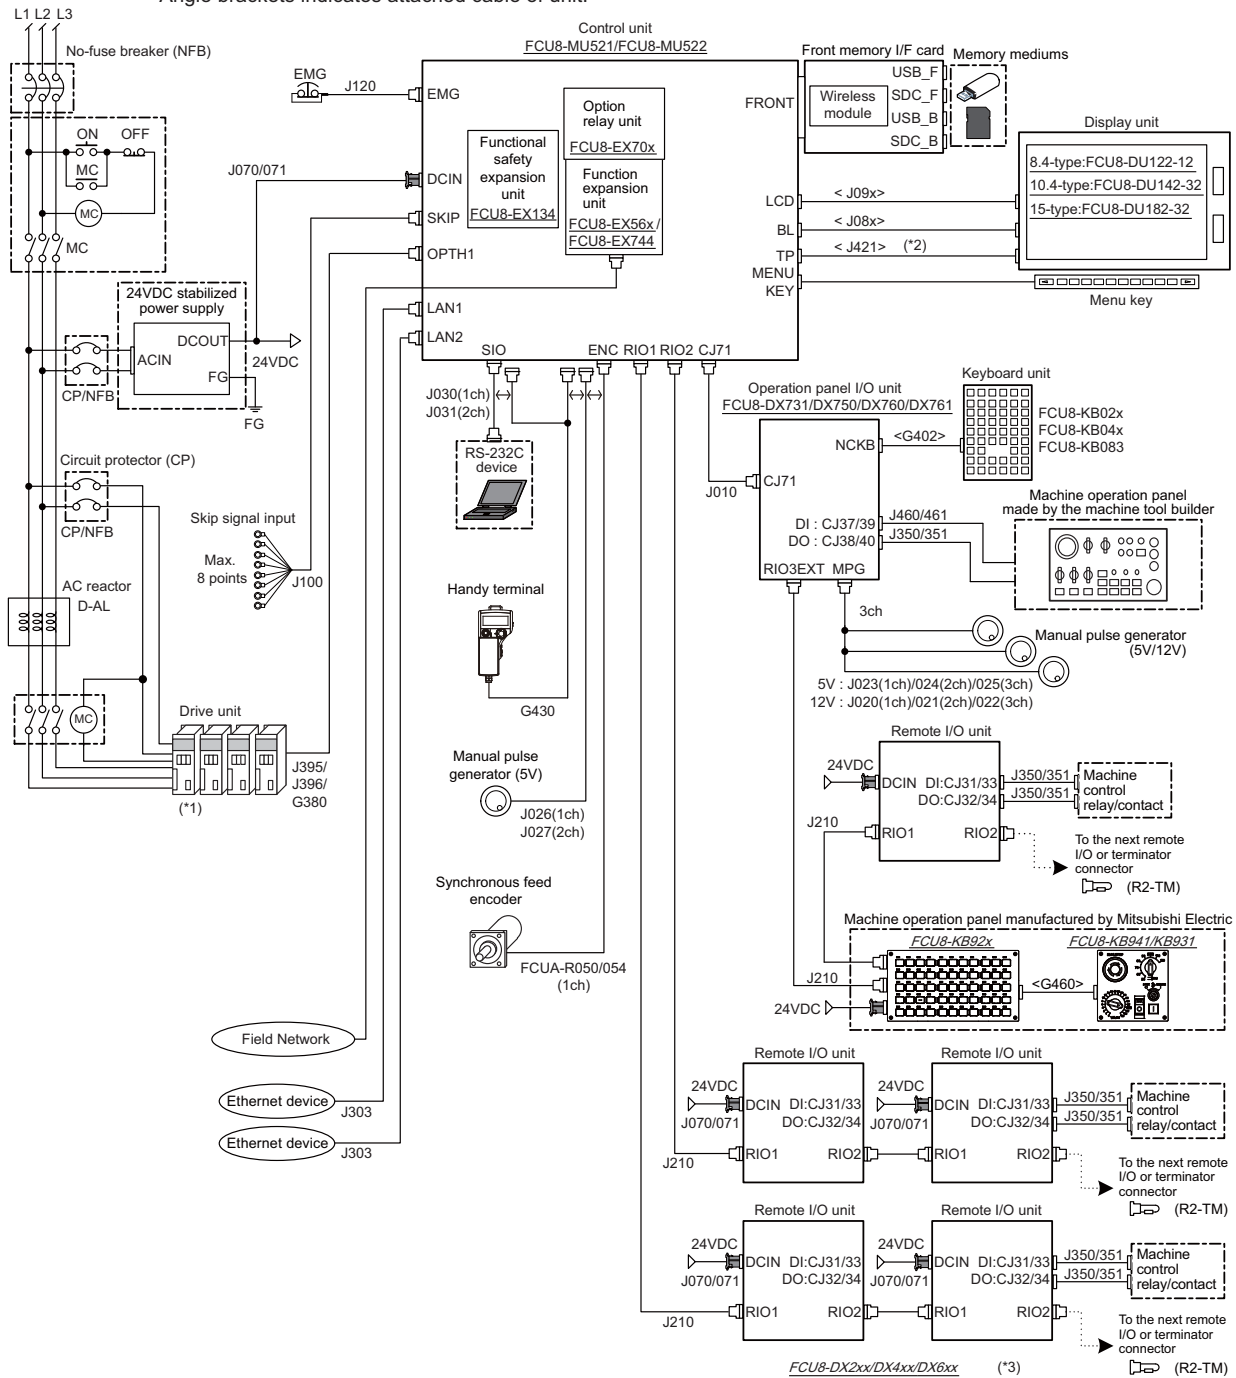 Angle brackets indicates attached cable of unit.
L1 L2 L3
No-fuse breaker (NFB)
ON
OFF
MC
MC
MC
24VDC stabilized
power supply
DCOUT
ACIN
FG
24VDC
CP/NFB
FG
Circuit protector (CP)
CP/NFB
AC reactor
D-AL
MC
Drive unit
(*1)
J395/
J396/
G380
Skip signal input
Max.
8 points
J100
EMG
J120
J070/071
Control unit
FCU8-MU521/FCU8-MU522
EMG
DCIN
SKIP
OPTH1
LAN1
LAN2
Functional
safety
expansion
unit
FCU8-EX134
Option
relay unit
FCU8-EX70x
Function
expansion
unit
FCU8-EX56x /
FCU8-EX744
FRONT
LCD
BL
TP
MENU
KEY
SIO
ENC RIO1 RIO2 CJ71
Front memory I/F card
Wireless
module
USB_F
SDC_F
USB_B
SDC_B
Memory mediums
Display unit
8.4-type:FCU8-DU122-12
10.4-type:FCU8-DU142-32
15-type:FCU8-DU182-32
< J09x>
< J08x>
< J421> (*2)
Menu key
J030(1ch)
J031(2ch)
RS-232C
device
Handy terminal
G430
Manual pulse
generator (5V)
J026(1ch)
J027(2ch)
Synchronous feed
encoder
FCUA-R050/054
(1ch)
Field Network
Ethernet device
J303
Ethernet device
J303
Operation panel I/O unit
FCU8-DX731/DX750/DX760/DX761
NCKB
CJ71
J010
DI : CJ37/39
DO : CJ38/40
RIO3EXT MPG
<G402>
Keyboard unit
FCU8-KB02x
FCU8-KB04x
FCU8-KB083
Machine operation panel
made by the machine tool builder
J460/461
J350/351
3ch
Manual pulse generator
(5V/12V)
5V : J023(1ch)/024(2ch)/025(3ch)
12V : J020(1ch)/021(2ch)/022(3ch)
Remote I/O unit
24VDC
DCIN DI:CJ31/33
DO:CJ32/34
J350/351
J350/351
Machine
control
relay/contact
J210
RIO1
RIO2
To the next remote
I/O or terminator
connector
(R2-TM)
Machine operation panel manufactured by Mitsubishi Electric
FCU8-KB92x
FCU8-KB941/KB931
J210
<G460>
24VDC
Remote I/O unit
Remote I/O unit
24VDC
DCIN DI:CJ31/33
DO:CJ32/34
J070/071
24VDC
DCIN DI:CJ31/33
DO:CJ32/34
J070/071
J350/351
J350/351
Machine
control
relay/contact
J210
RIO1
RIO2
RIO1
RIO2
To the next remote
I/O or terminator
connector
(R2-TM)
Remote I/O unit
Remote I/O unit
24VDC
DCIN DI:CJ31/33
DO:CJ32/34
J070/071
24VDC
DCIN DI:CJ31/33
DO:CJ32/34
J070/071
J350/351
J350/351
Machine
control
relay/contact
J210
RIO1
RIO2
RIO1
RIO2
To the next remote
I/O or terminator
connector
(R2-TM)
FCU8-DX2xx/DX4xx/DX6xx (*3)